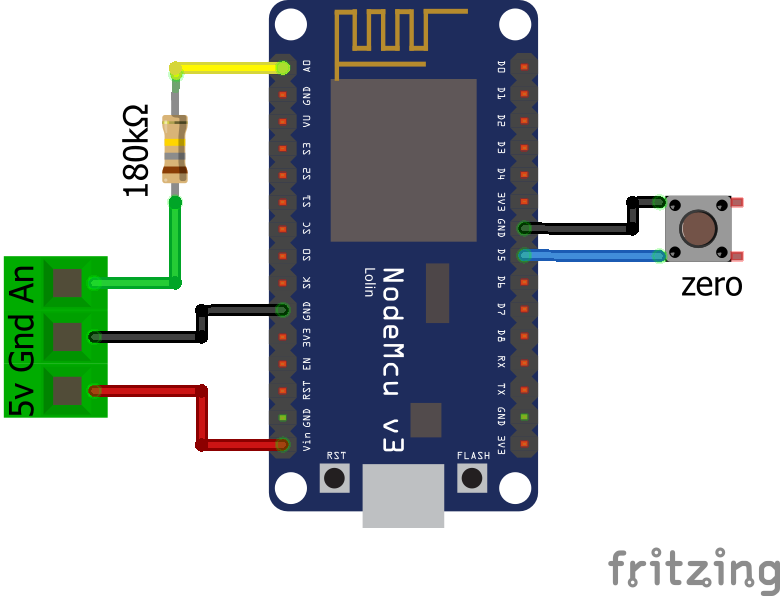 180kΩ
An
Gnd
5v
A0
GND
VU
S3
S2
S1
SC
S0
SK
GND
3V3
EN
RST
GND
Vin
Lolin
NodeMcu v3
RST
FLASH
D0
D1
D2
D3
D4
3V3
GND
D5
D6
D7
D8
RX
TX
GND
3V3
zero
fritzing